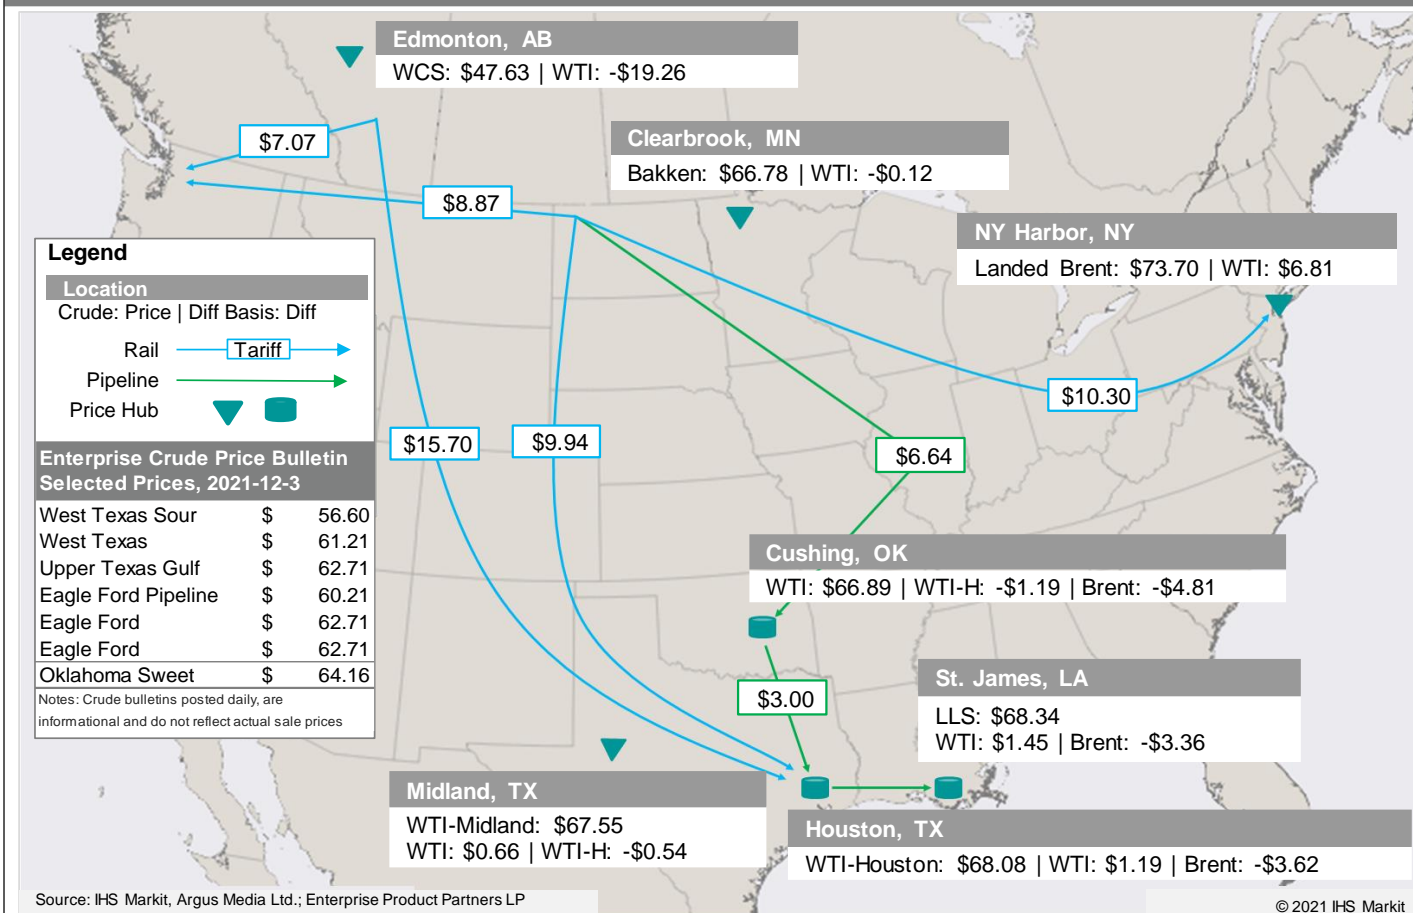 Edmonton, AB
WCS: $47.63 | WTI: -$19.26
Clearbrook, MN
Bakken: $66.78 | WTI: -$0.12
$7.07
$8.87
NY Harbor, NY
Landed Brent: $73.70 | WTI: $6.81
Legend
Location
Crude: Price | Diff Basis: Diff
Rail
Tariff
Pipeline
Price Hub
$10.30
$15.70
$9.94
$6.64
Enterprise Crude Price Bulletin
Selected Prices, 2021-12-3
West Texas Sour $ 56.60
West Texas $ 61.21
Upper Texas Gulf $ 62.71
Eagle Ford Pipeline $ 60.21
Eagle Ford $ 62.71
Eagle Ford $ 62.71
Oklahoma Sweet $ 64.16
Notes: Crude bulletins posted daily, are
informational and do not reflect actual sale prices
Cushing, OK
WTI: $66.89 | WTI-H: -$1.19 | Brent: -$4.81
$3.00
St. James, LA
LLS: $68.34
WTI: $1.45 | Brent: -$3.36
Midland, TX
WTI-Midland: $67.55
WTI: $0.66 | WTI-H: -$0.54
Houston, TX
WTI-Houston: $68.08 | WTI: $1.19 | Brent: -$3.62
Source: IHS Markit, Argus Media Ltd.; Enterprise Product Partners LP
© 2021 IHS Markit